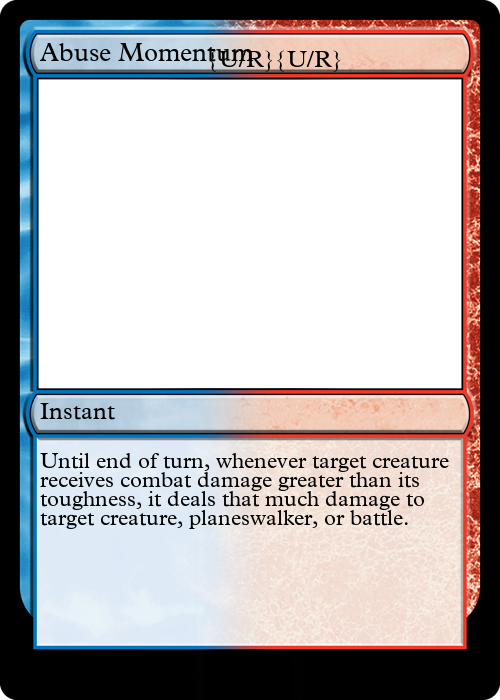 Abuse Momentum {U/R}{U/R}
Instant
Until end of turn, whenever target creature
receives combat damage greater than its
toughness, it deals that much damage to
target creature, planeswalker, or battle.